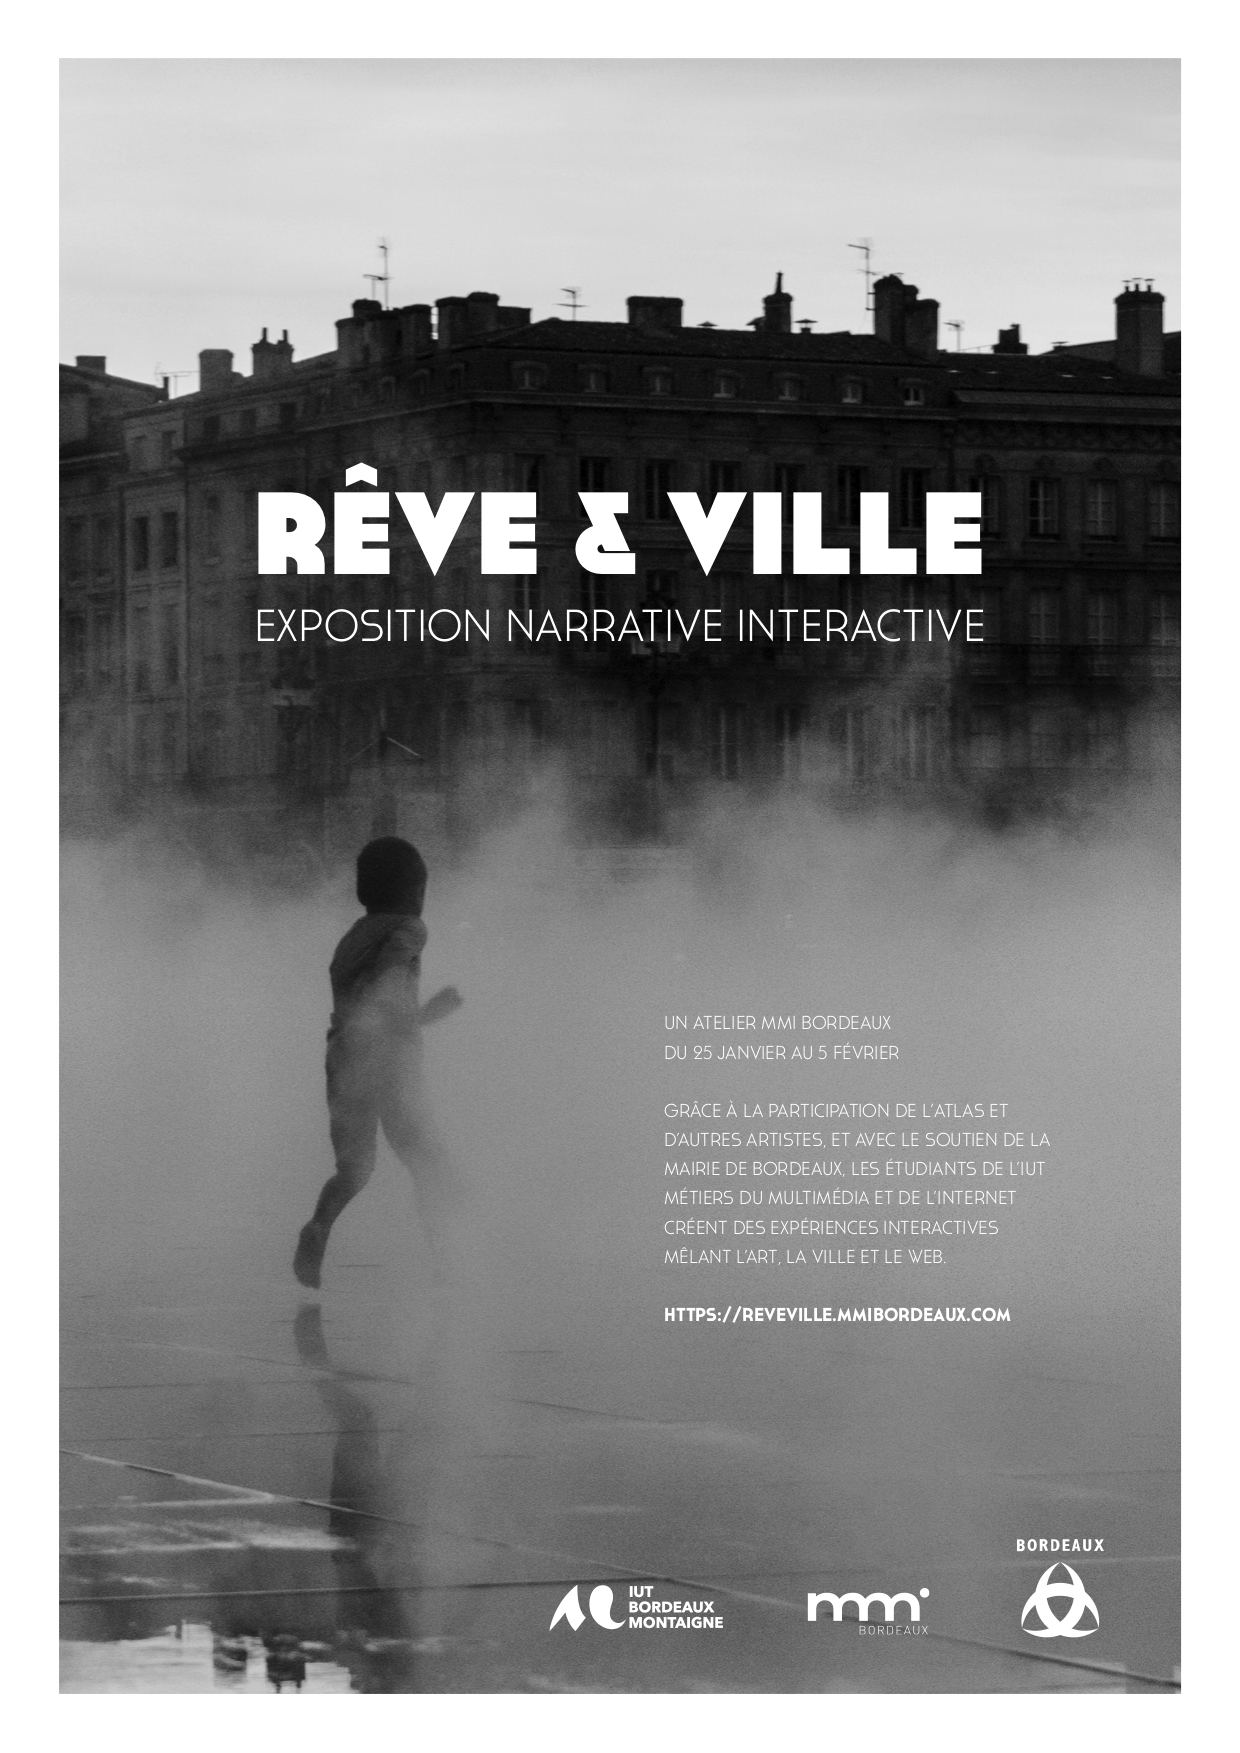 RÊVE & VILLE
EXPOSITION NARRATIVE INTERACTIVE
UN ATELIER MMI BORDEAUX
DU 25 JANVIER AU 5 FÉVRIER
GRÂCE À LA PARTICIPATION DE L'ATLAS ET
D'AUTRES ARTISTES, ET AVEC LE SOUTIEN DE LA
MAIRIE DE BORDEAUX, LES ÉTUDIANTS DE L'IUT
MÉTIERS DU MULTIMÉDIA ET DE L'INTERNET
CRÉENT DES EXPÉRIENCES INTERACTIVES
MÊLANT L'ART, LA VILLE ET LE WEB.
HTTPS://REVEVILLE.MMIBORDEAUX.COM
IUT
BORDEAUX
MONTAIGNE
mmi
BORDEAUX
BORDEAUX